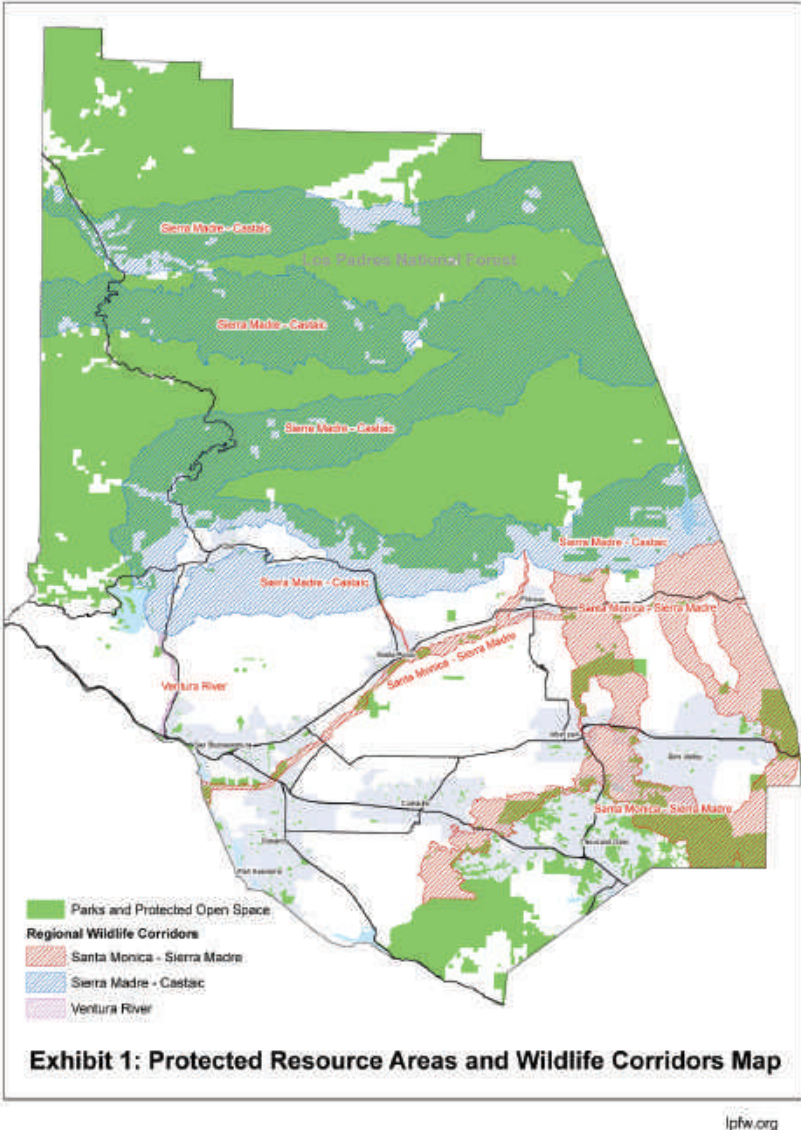 Sierra Madre - Castaic
Los Padres National Forest
Sierra Madre - Castaic
Sierra Madre - Castaic
Sierra Madre - Castaic
Sierra Madre - Castaic
Santa Monica - Sierra Madre
Santa Monica - Sierra Madre
Ventura River
Simi Valley
Camarillo
Santa Monica - Sierra Madre
Thousand Oaks
Port Hueneme
Parks and Protected Open Space
Regional Wildlife Corridors
Santa Monica - Sierra Madre
Sierra Madre - Castaic
Ventura River
Exhibit 1: Protected Resource Areas and Wildlife Corridors Map
lpfw.org